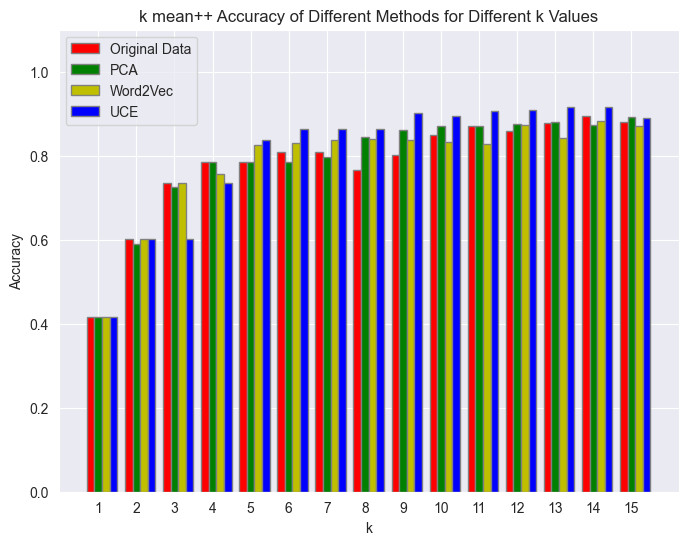 k mean++ Accuracy of Different Methods for Different k Values
Original Data
PCA
Word2Vec
UCE
1.0
0.8
0.6
0.4
0.2
0.0
Accuracy
1 2 3 4 5 6 7 8 9 10 11 12 13 14 15
k